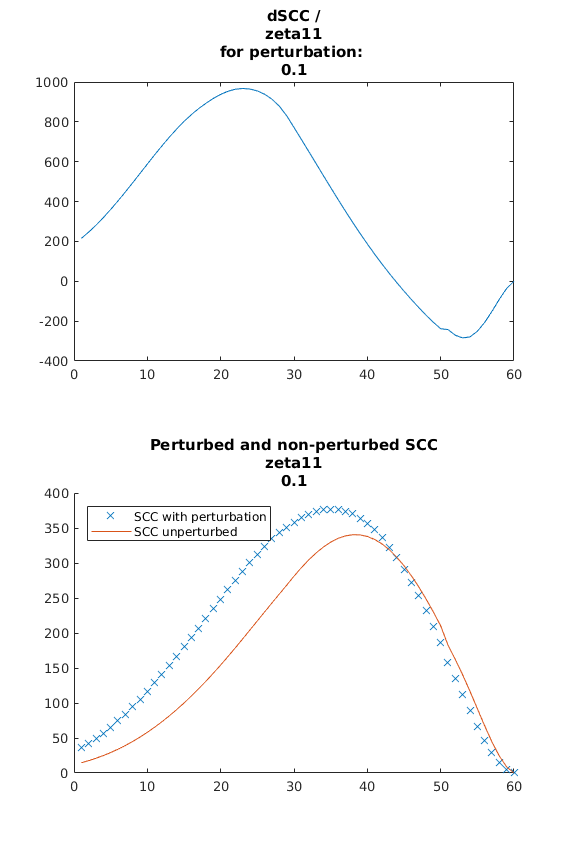 dSCC /
zeta11
for perturbation:
0.1
1000
800
600
400
200
0
-200
-400
0 10 20 30 40 50 60
Perturbed and non-perturbed SCC
zeta11
0.1
400
350
300
250
200
150
100
50
0
SCC with perturbation
SCC unperturbed
0 10 20 30 40 50 60